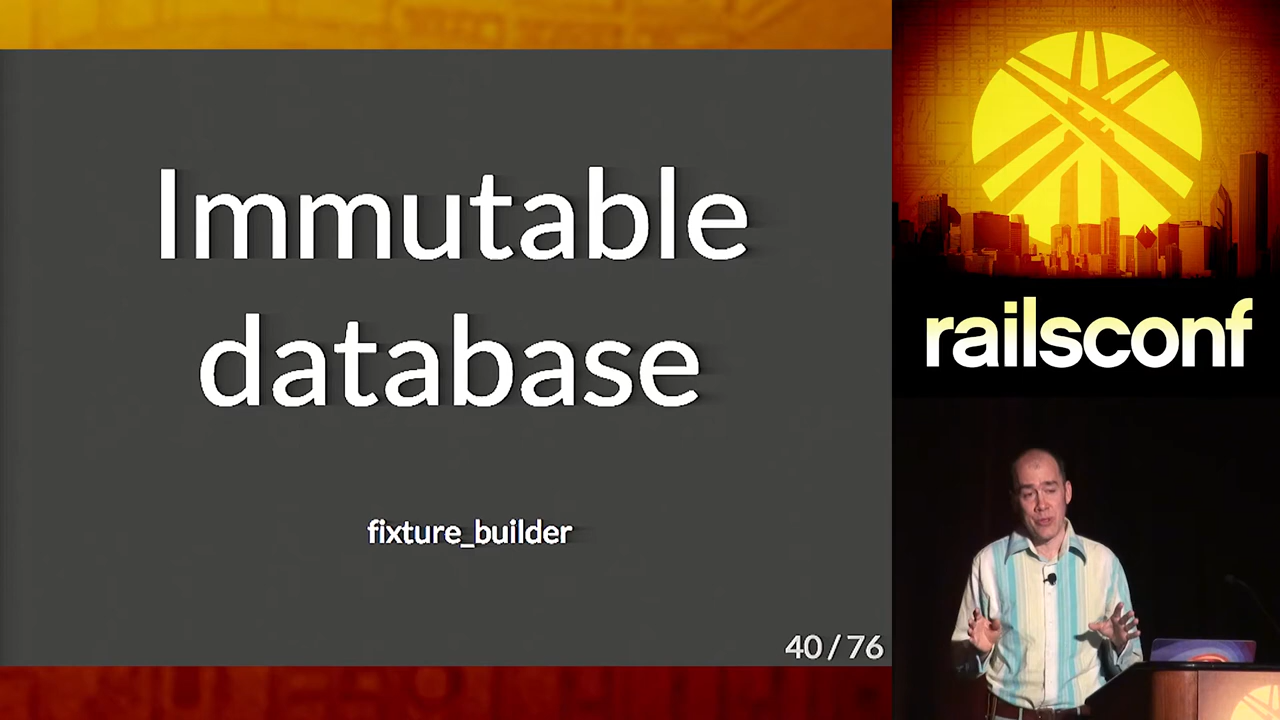 Immutable
database
fixture_builder
40 / 76
railsconf